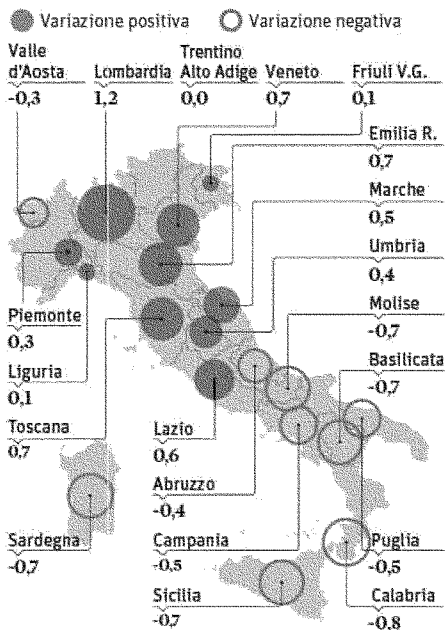 Variazione positiva Variazione negativa
Valle d'Aosta
-0,3
Lombardia
1,2
Trentino
Alto Adige
0,0
Veneto
0,7
Friuli V.G.
0,1
Emilia R.
0,7
Marche
0,5
Umbria
0,4
Molise
-0,7
Basilicata
-0,7
Piemonte
0,3
Liguria
0,1
Toscana
0,7
Lazio
0,6
Abruzzo
-0,4
Sardegna
-0,7
Campania
-0,5
Puglia
-0,5
Sicilia
-0,7
Calabria
-0,8